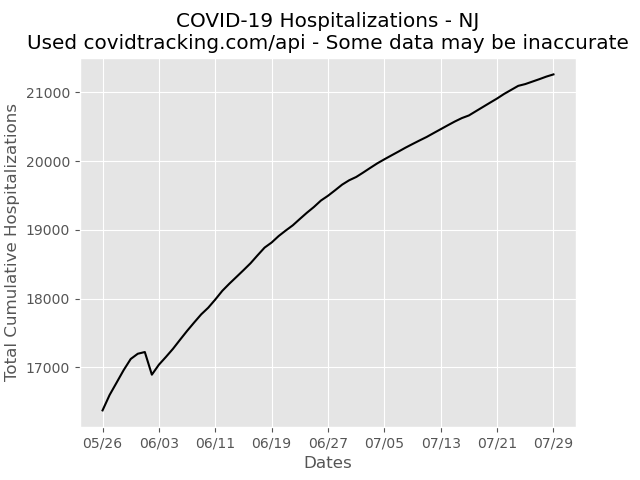 COVID-19 Hospitalizations - NJ
Used covidtracking.com/api - Some data may be inaccurate
Total Cumulative Hospitalizations
21000
20000
19000
18000
17000
05/26 06/03 06/11 06/19 06/27 07/05 07/13 07/21 07/29
Dates